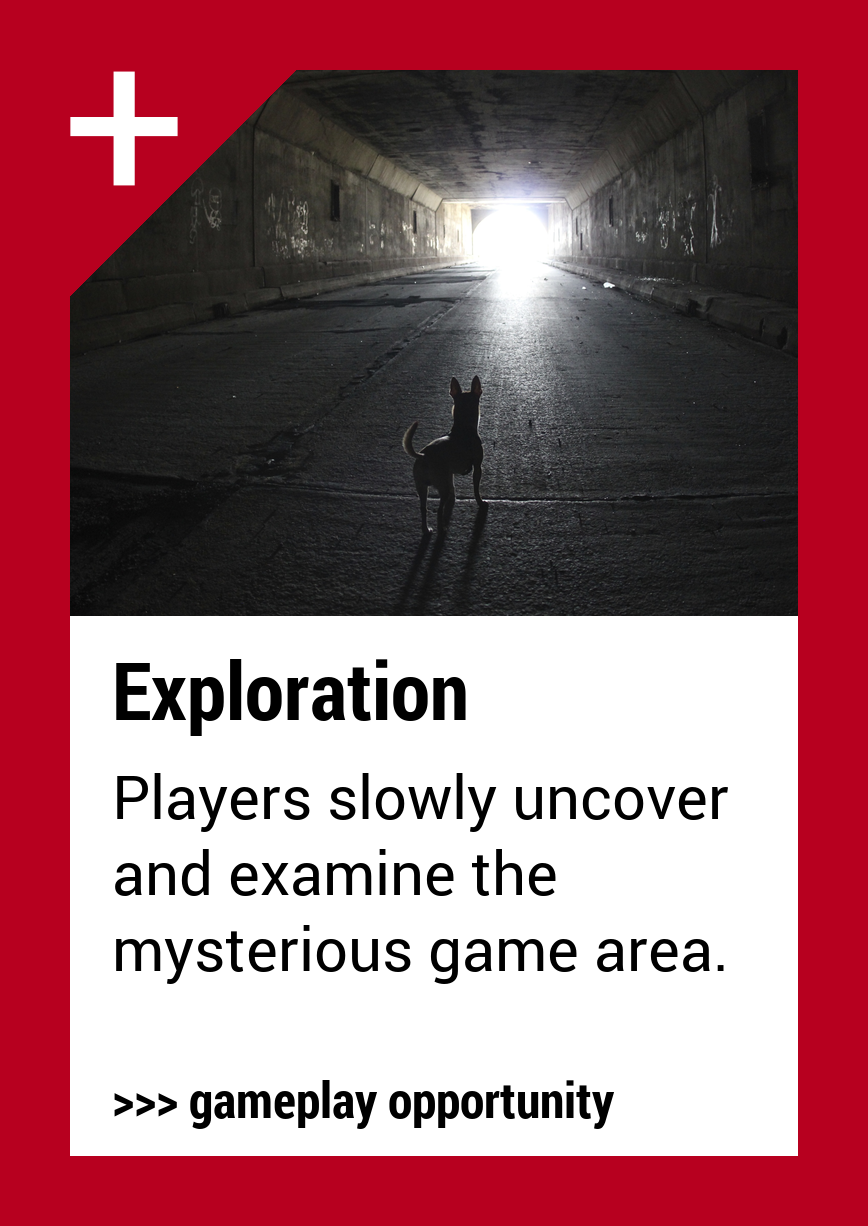 Exploration
Players slowly uncover
and examine the
mysterious game area.
>>> gameplay opportunity